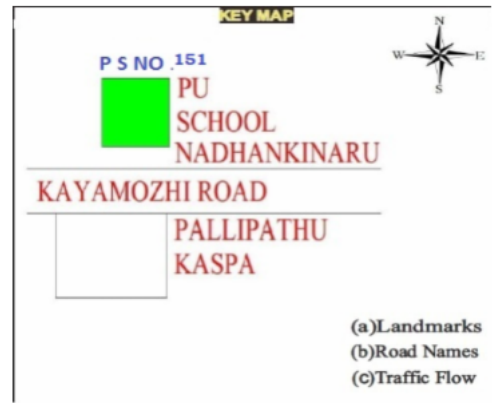 KEY MAP
N
W
E
S
P S NO .151
PU
SCHOOL
NADHANKINARU
KAYAMOZHI ROAD
PALLIPATHU
KASPA
(a)Landmarks
(b)Road Names
(c)Traffic Flow